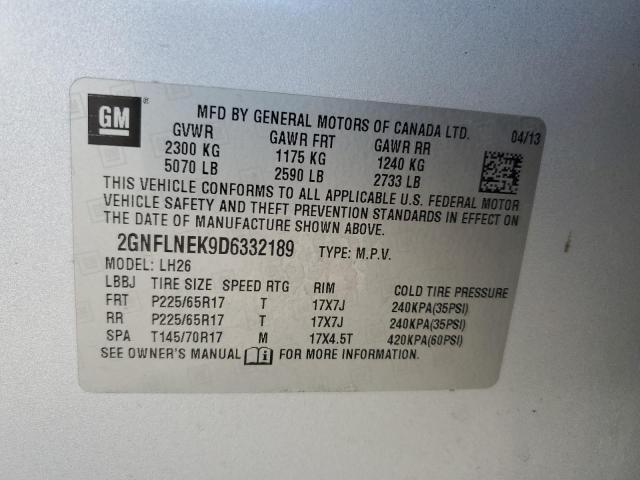 GM ®
MFD BY GENERAL MOTORS OF CANADA LTD. 04/13
GVWR GAWR FRT GAWR RR
2300 KG 1175 KG 1240 KG
5070 LB 2590 LB 2733 LB
THIS VEHICLE CONFORMS TO ALL APPLICABLE U.S. FEDERAL MOTOR
VEHICLE SAFETY AND THEFT PREVENTION STANDARDS IN EFFECT ON
THE DATE OF MANUFACTURE SHOWN ABOVE.
2GNFLNEK9D6332189 TYPE: M.P.V.
MODEL: LH26
LBBJ TIRE SIZE SPEED RTG RIM COLD TIRE PRESSURE
FRT P225/65R17 T 17X7J 240KPA(35PSI)
RR P225/65R17 T 17X7J 240KPA(35PSI)
SPA T145/70R17 M 17X4.5T 420KPA(60PSI)
SEE OWNER'S MANUAL i FOR MORE INFORMATION.